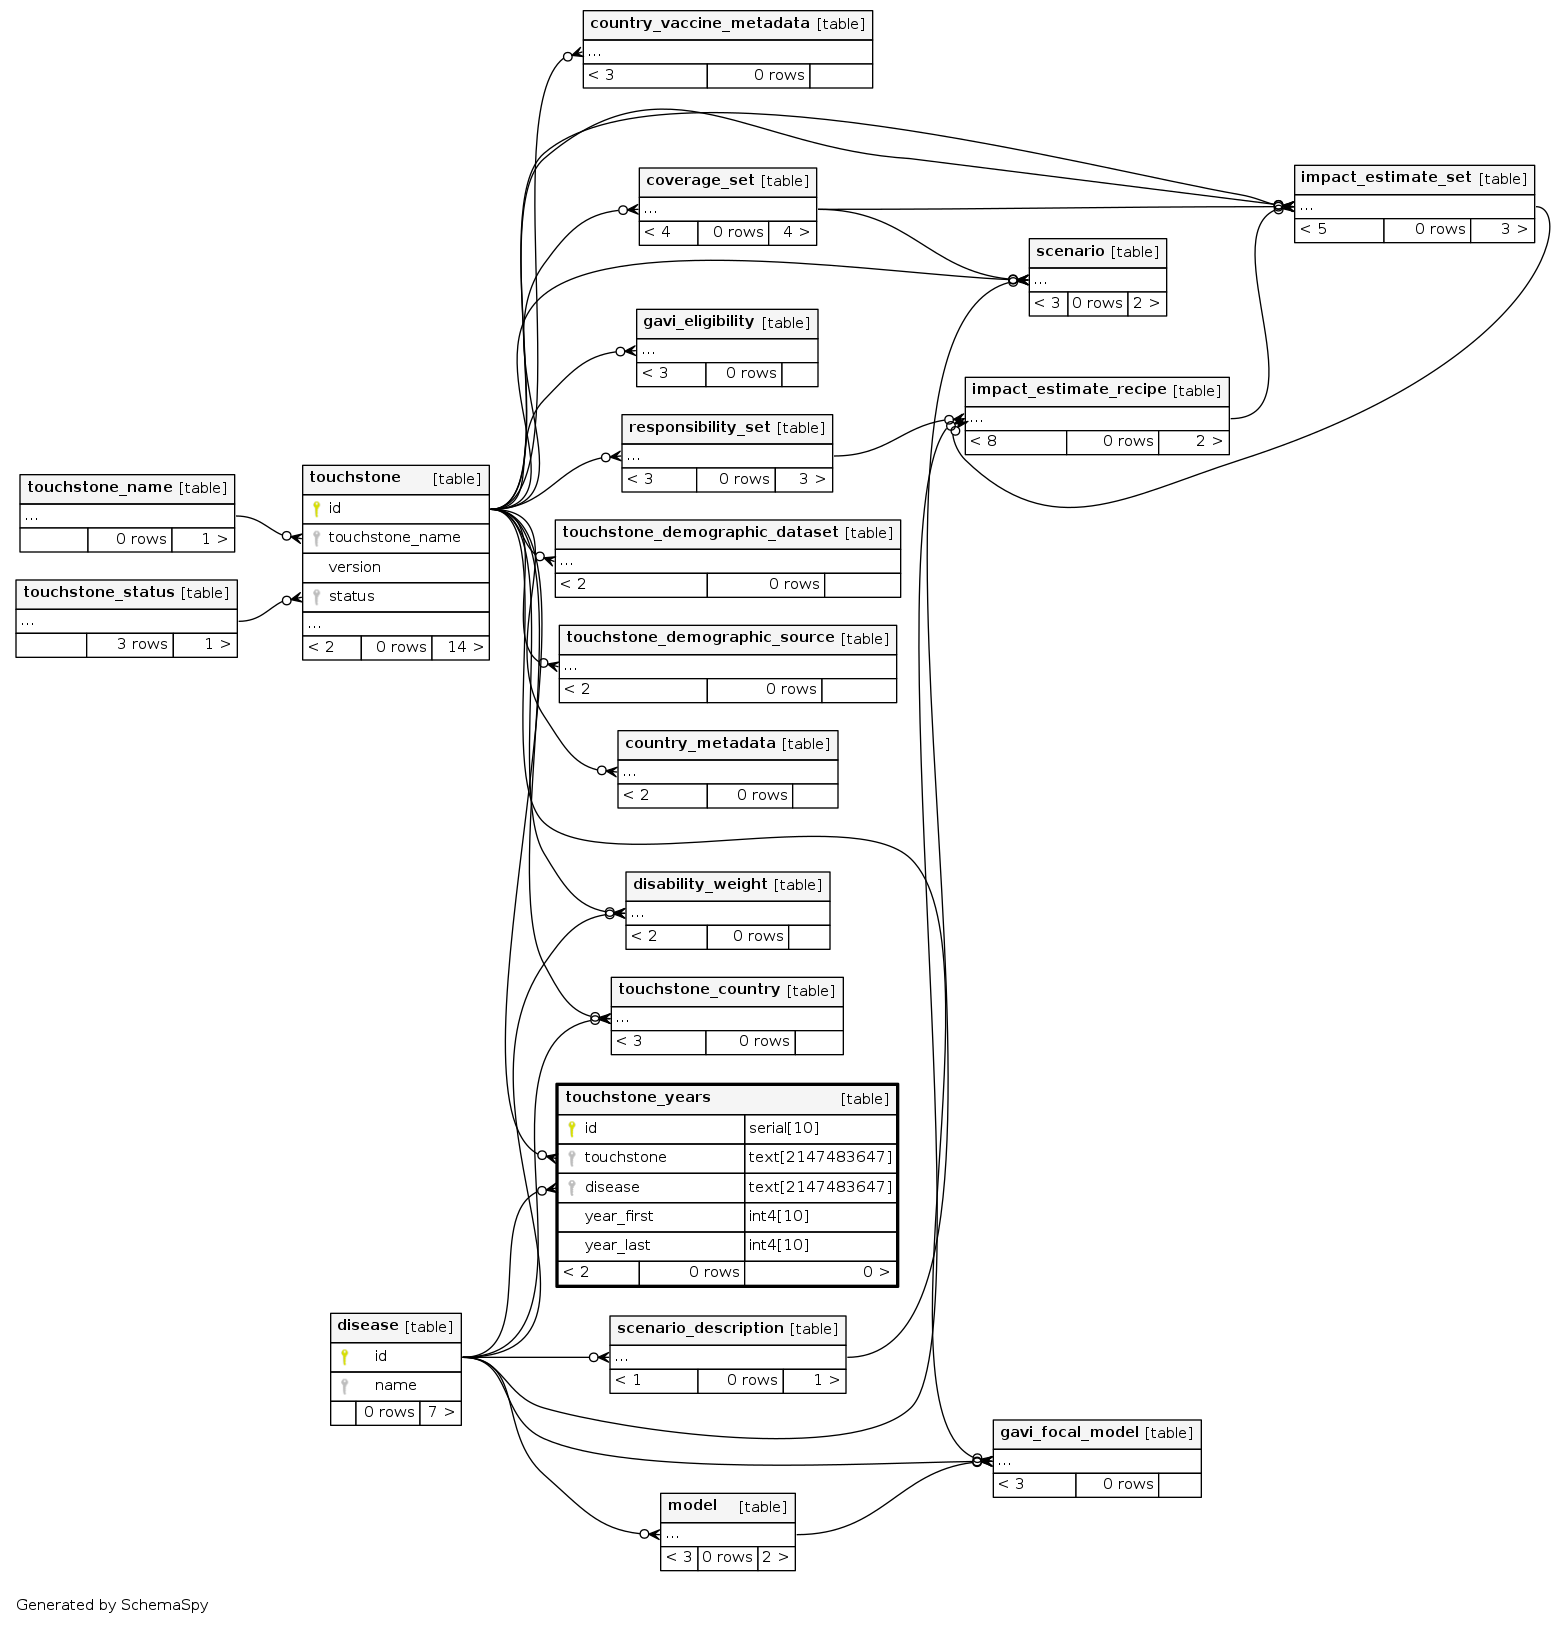 country_vaccine_metadata [table]
...
< 3 0 rows
coverage_set [table]
...
< 4 0 rows 4 >
impact_estimate_set [table]
...
< 5 0 rows 3 >
scenario [table]
...
< 3 0 rows 2 >
gavi_eligibility [table]
...
< 3 0 rows
impact_estimate_recipe [table]
...
< 8 0 rows 2 >
responsibility_set [table]
...
< 3 0 rows 3 >
touchstone_name [table]
...
0 rows 1 >
touchstone_status [table]
...
3 rows 1 >
touchstone [table]
id
touchstone_name
version
status
...
< 2 0 rows 14 >
touchstone_demographic_dataset [table]
...
< 2 0 rows
touchstone_demographic_source [table]
...
< 2 0 rows
country_metadata [table]
...
< 2 0 rows
disability_weight [table]
...
< 2 0 rows
touchstone_country [table]
...
< 3 0 rows
touchstone_years [table]
id serial[10]
touchstone text[2147483647]
disease text[2147483647]
year_first int4[10]
year_last int4[10]
< 2 0 rows 0 >
disease [table]
id
name
0 rows 7 >
scenario_description [table]
...
< 1 0 rows 1 >
gavi_focal_model [table]
...
< 3 0 rows
model [table]
...
< 3 0 rows 2 >
Generated by SchemaSpy